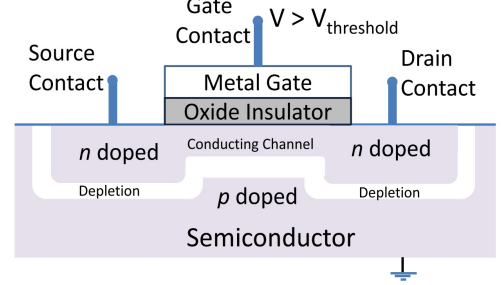 Gate
Contact
V > Vthreshold
Source
Contact
Drain
Contact
Metal Gate
Oxide Insulator
Conducting Channel
n doped
n doped
Depletion
p doped
Depletion
Semiconductor